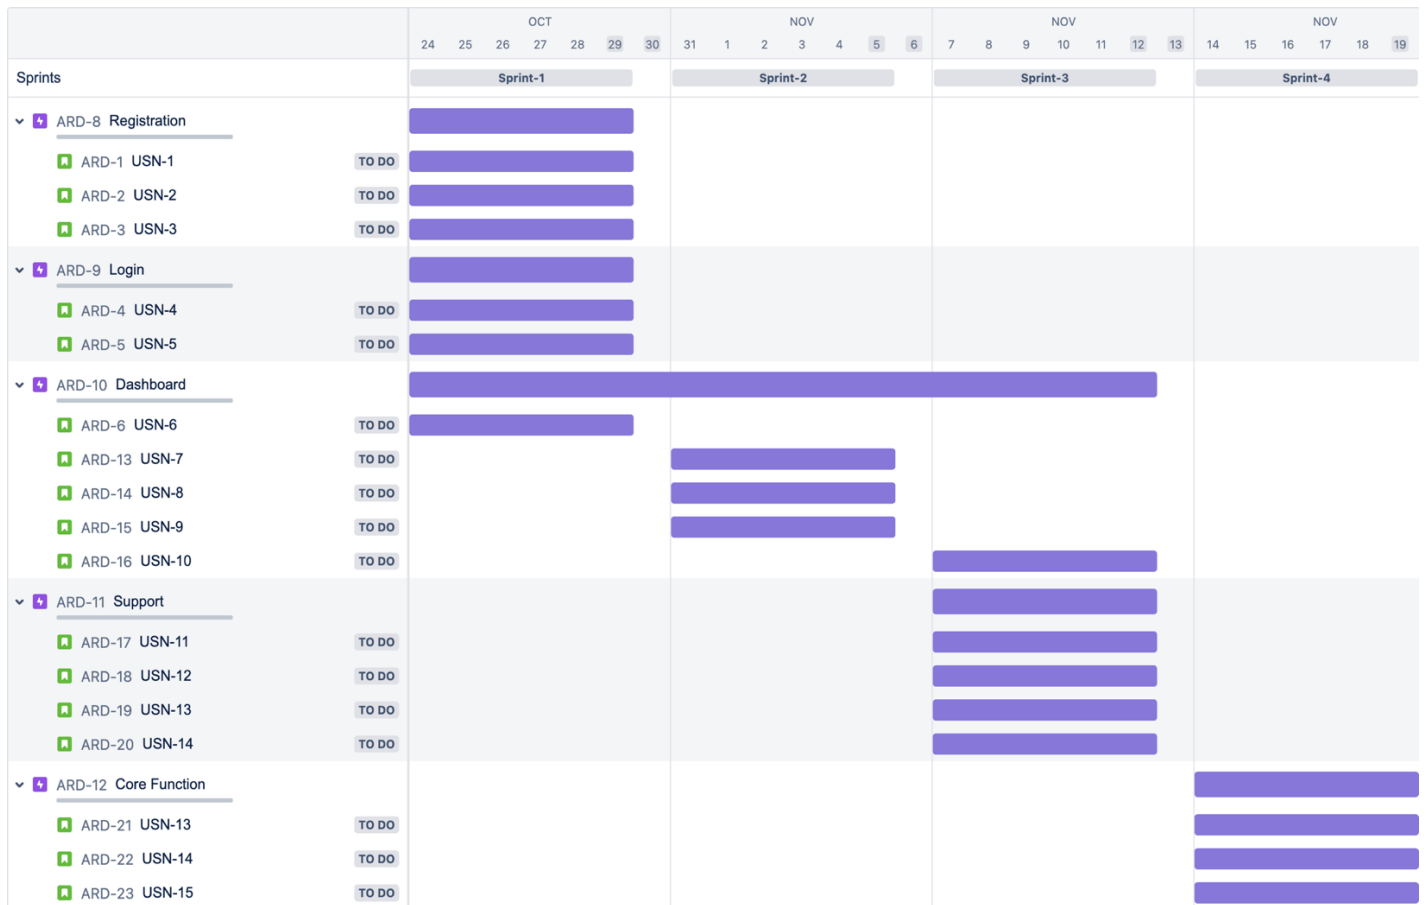 OCT NOV NOV NOV
24 25 26 27 28 29 30 31 1 2 3 4 5 6 7 8 9 10 11 12 13 14 15 16 17 18 19
Sprints Sprint-1 Sprint-2 Sprint-3 Sprint-4
ARD-8 Registration
ARD-1 USN-1 TO DO
ARD-2 USN-2 TO DO
ARD-3 USN-3 TO DO
ARD-9 Login
ARD-4 USN-4 TO DO
ARD-5 USN-5 TO DO
ARD-10 Dashboard
ARD-6 USN-6 TO DO
ARD-13 USN-7 TO DO
ARD-14 USN-8 TO DO
ARD-15 USN-9 TO DO
ARD-16 USN-10 TO DO
ARD-11 Support
ARD-17 USN-11 TO DO
ARD-18 USN-12 TO DO
ARD-19 USN-13 TO DO
ARD-20 USN-14 TO DO
ARD-12 Core Function
ARD-21 USN-13 TO DO
ARD-22 USN-14 TO DO
ARD-23 USN-15 TO DO